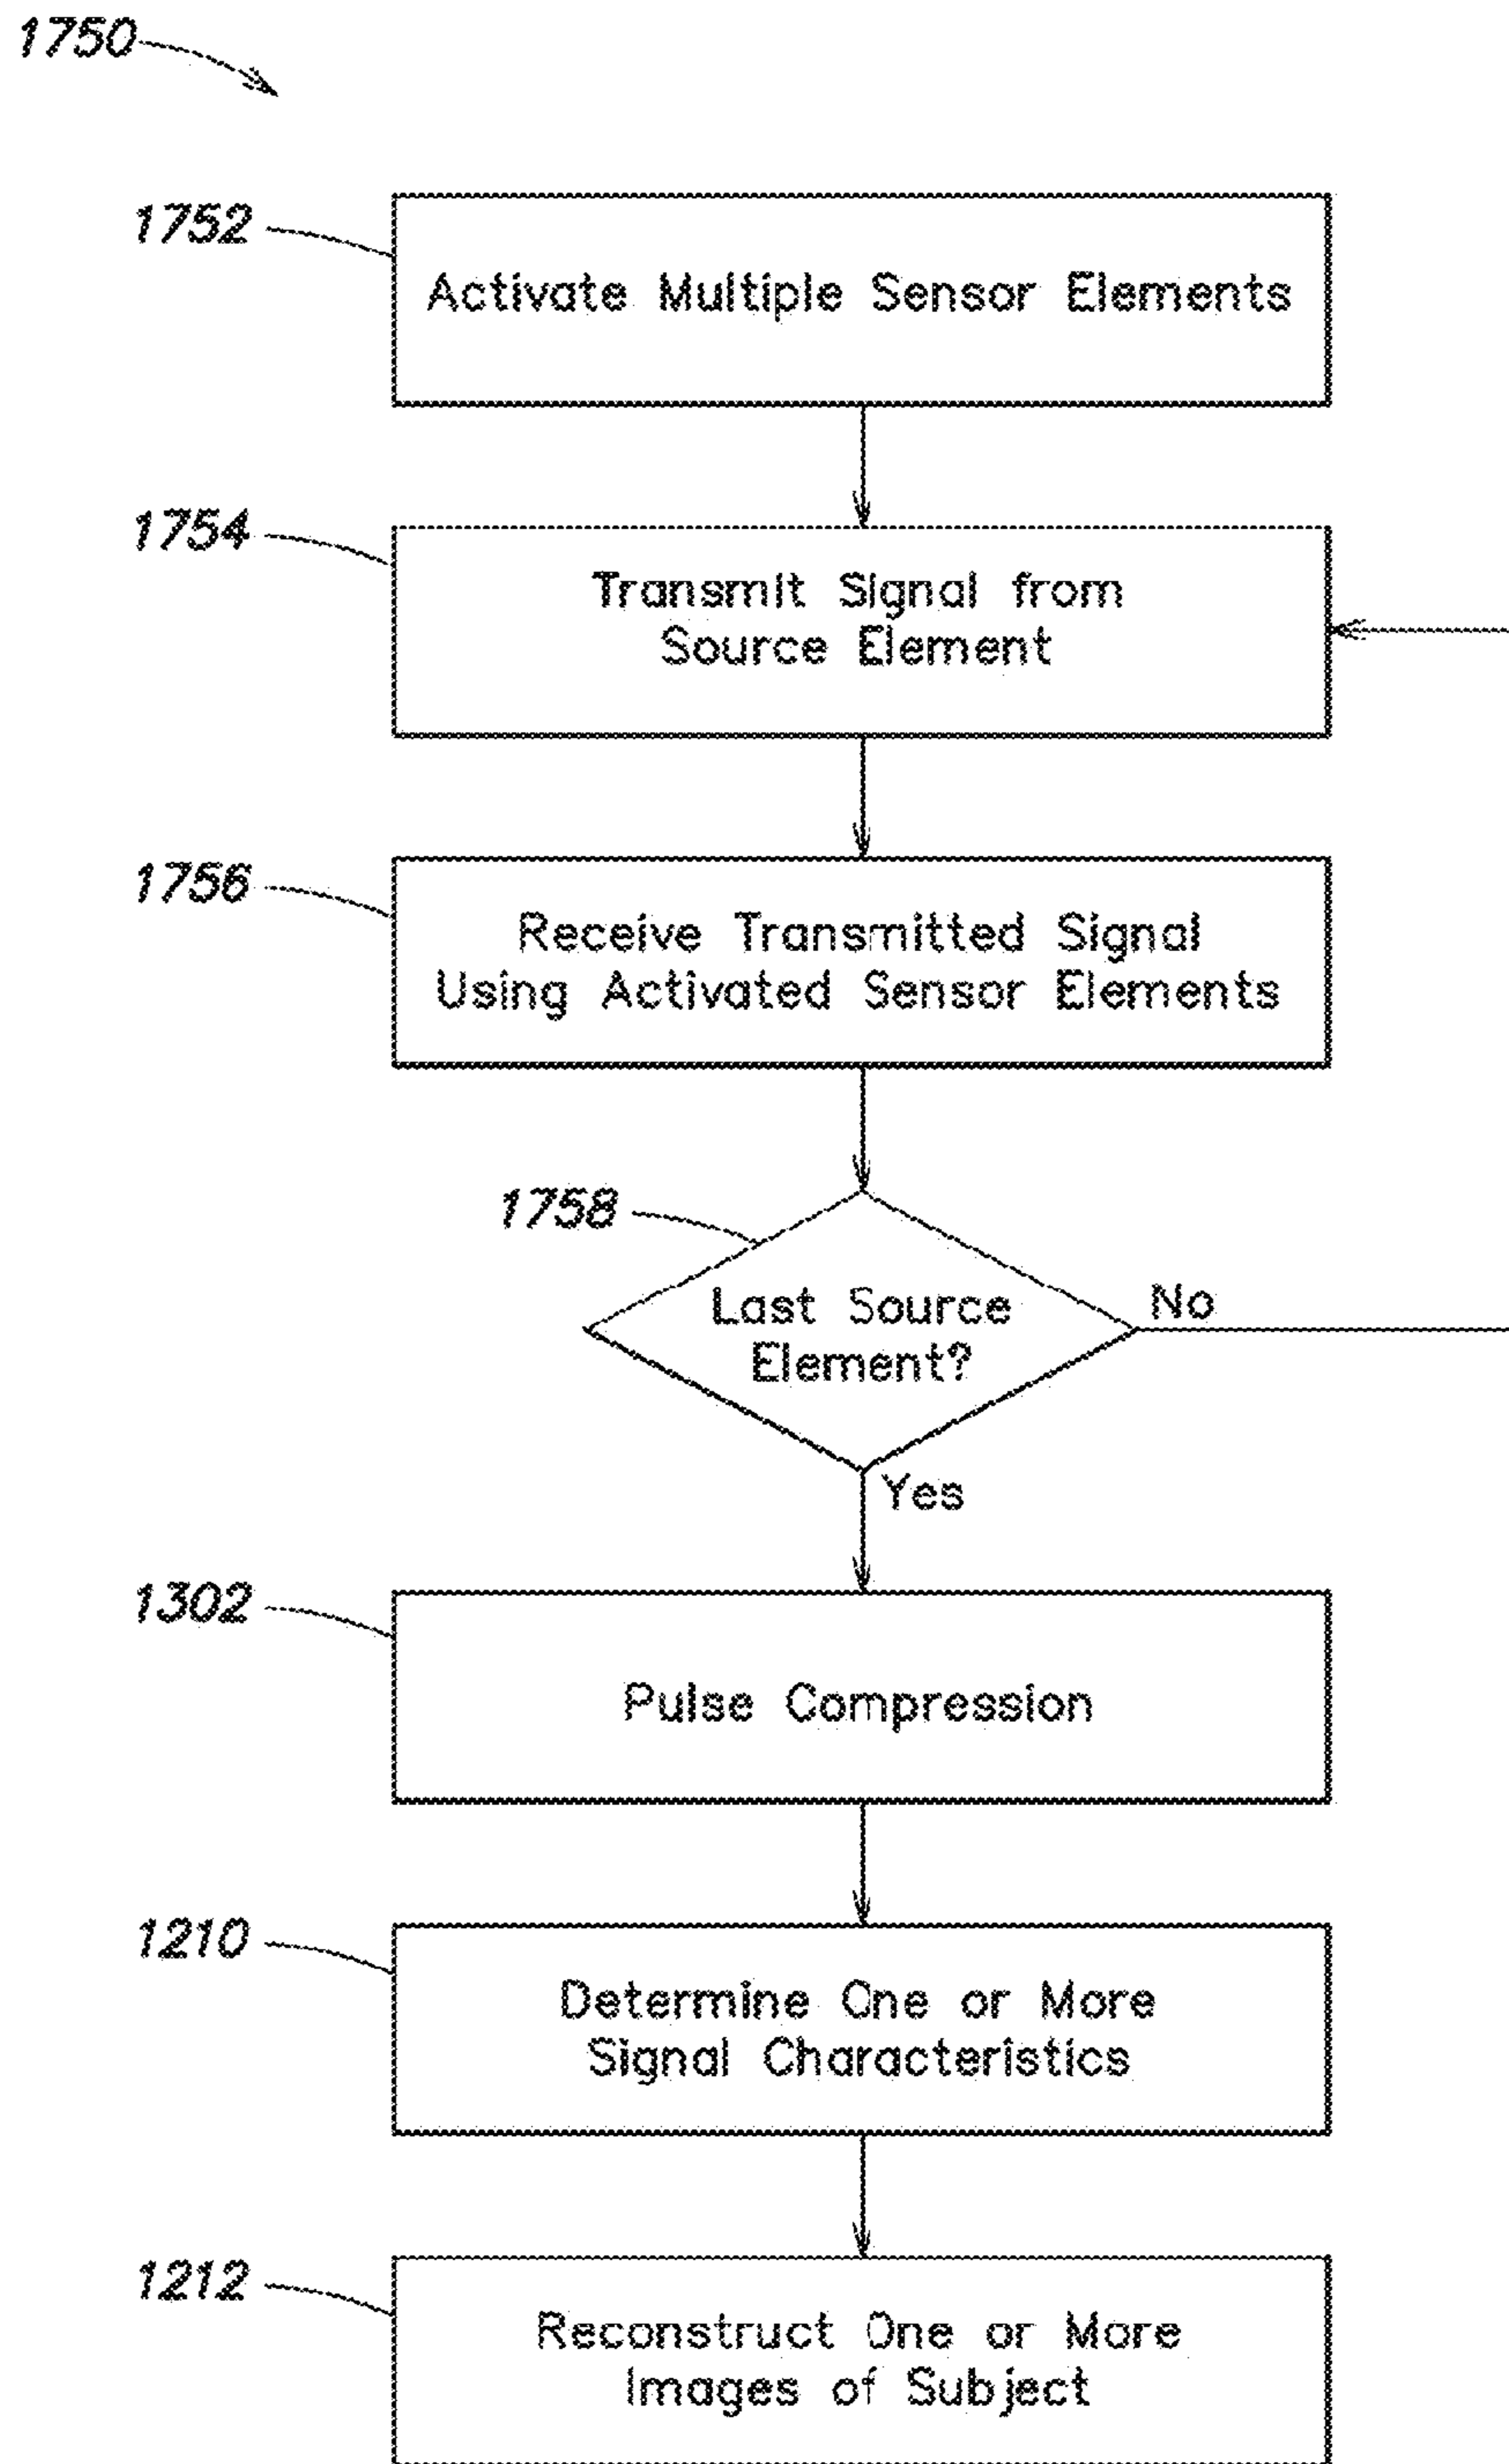 1750
1752
Activate Multiple Sensor Elements
1754
Transmit Signal from
Source Element
1756
Receive Transmitted Signal
Using Activated Sensor Elements
1758
Last Source
Element?
No
Yes
1302
Pulse Compression
1210
Determine One or More
Signal Characteristics
1212
Reconstruct One or More
Images of Subject